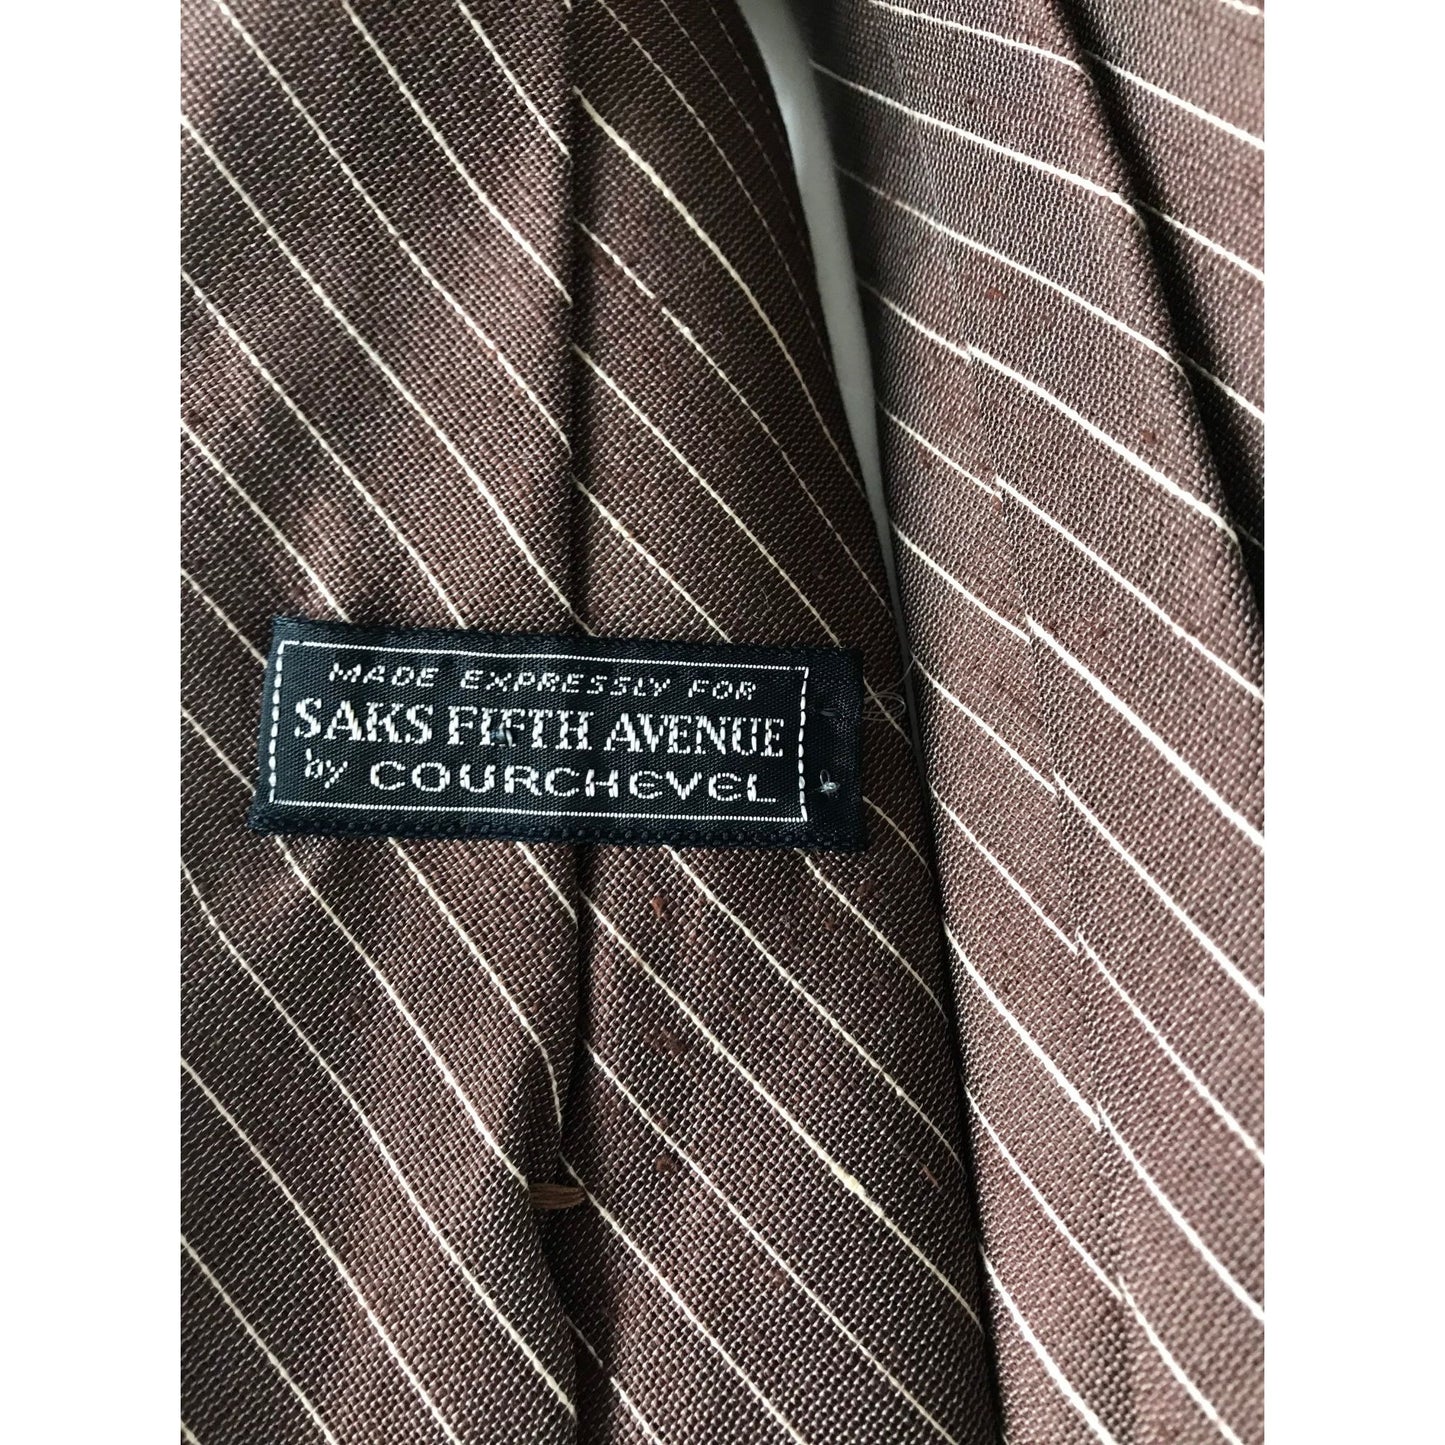 MADE EXPRESSLY FOR
SAKS FIFTH AVENUE
by COURCHEVEL